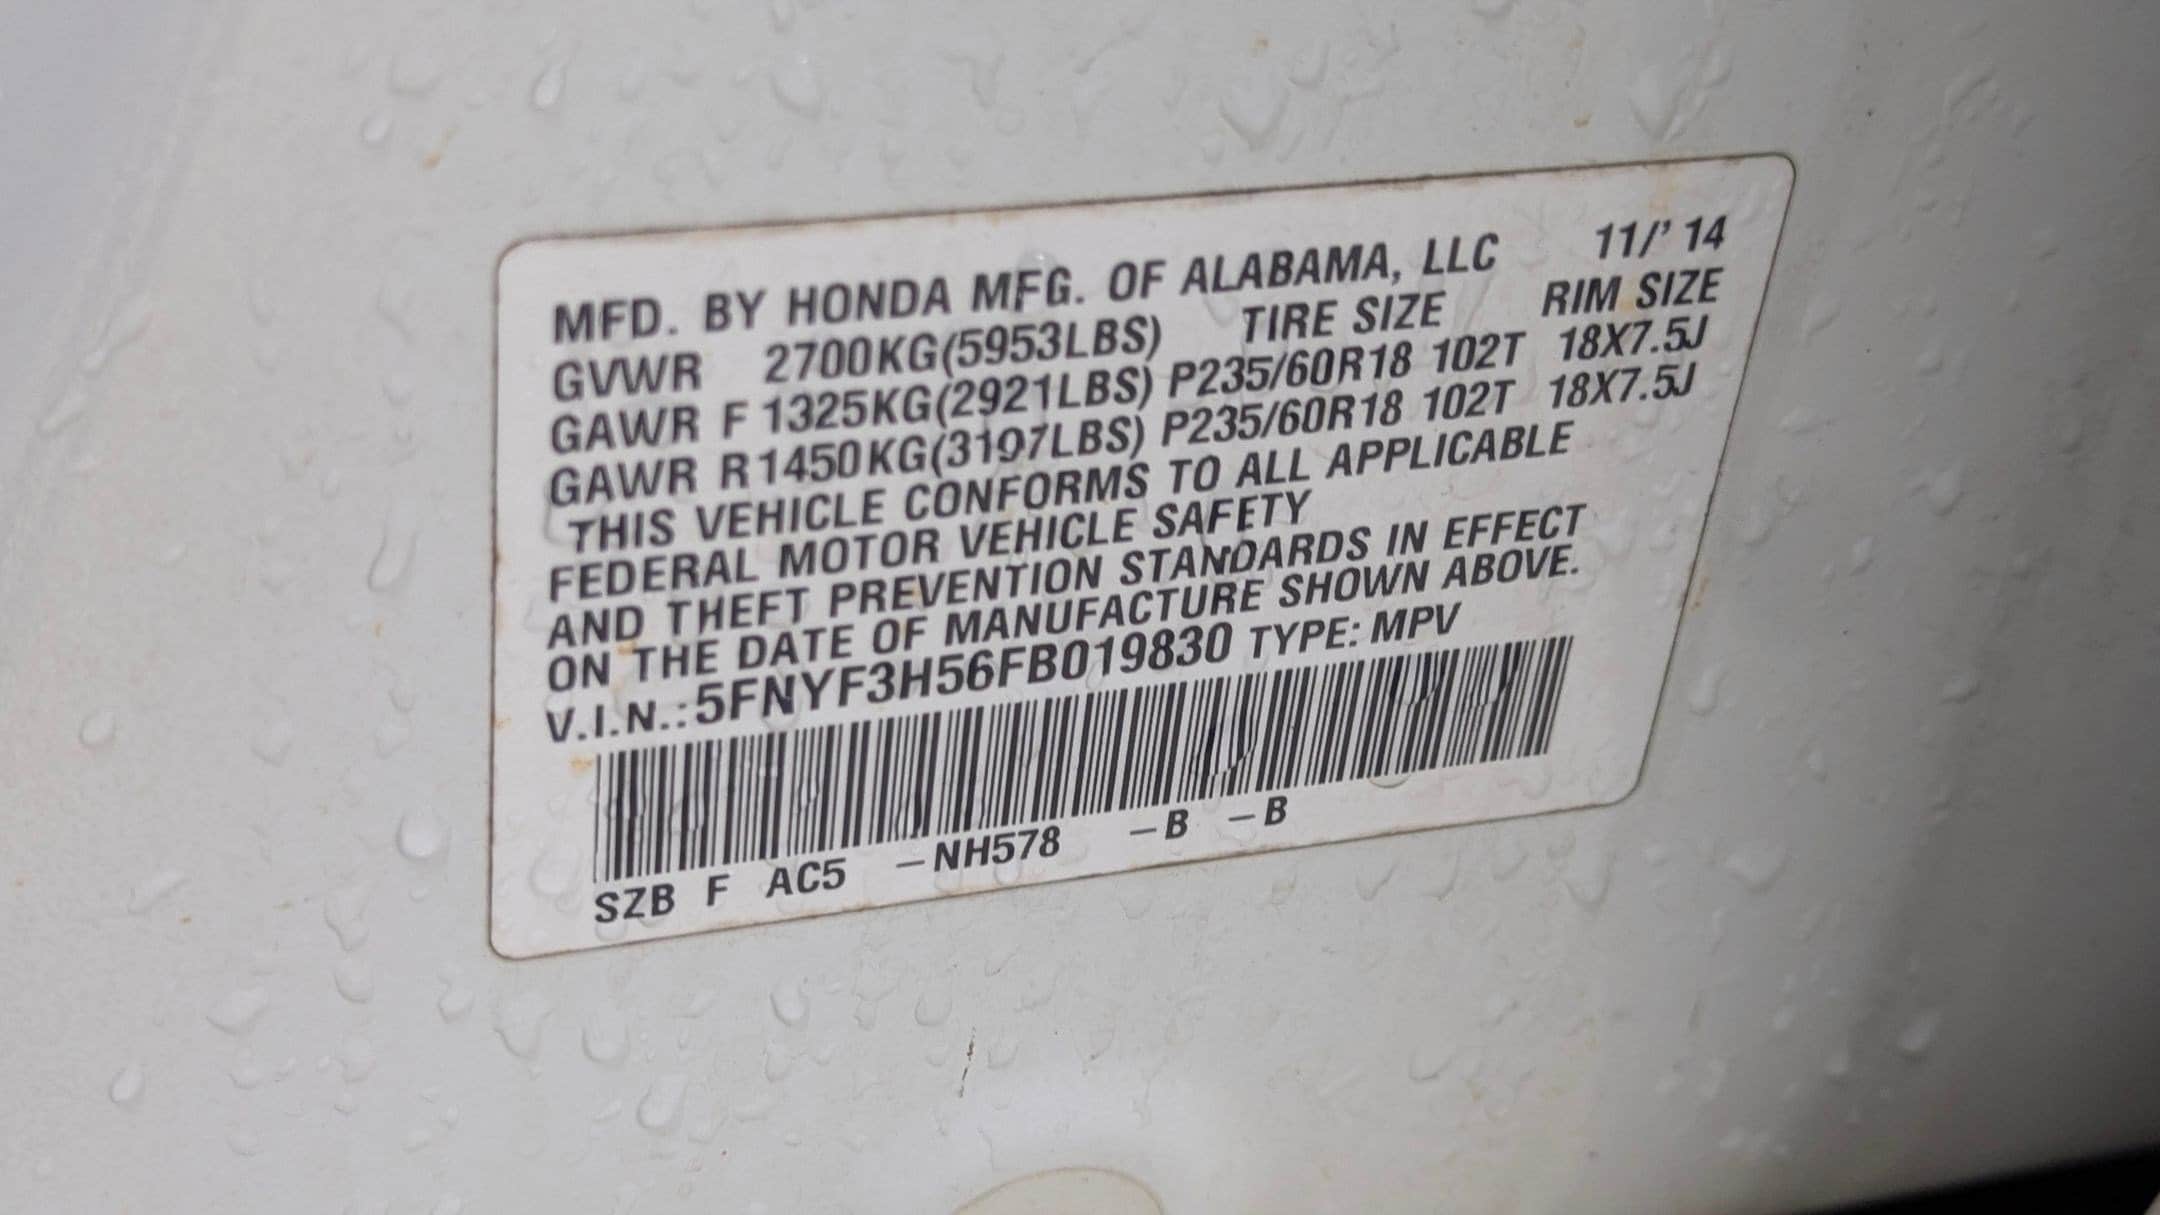 MFD. BY HONDA MFG. OF ALABAMA, LLC 11/' 14
GVWR 2700KG(5953LBS) TIRE SIZE RIM SIZE
GAWR F 1325KG(2921LBS) P235/60R18 102T 18X7.5J
GAWR R 1450KG(3197LBS) P235/60R18 102T 18X7.5J
THIS VEHICLE CONFORMS TO ALL APPLICABLE
FEDERAL MOTOR VEHICLE SAFETY
AND THEFT PREVENTION STANDARDS IN EFFECT
ON THE DATE OF MANUFACTURE SHOWN ABOVE.
V.I.N.:5FNYF3H56FB019830 TYPE: MPV
SZB F AC5 –NH578 –B –B